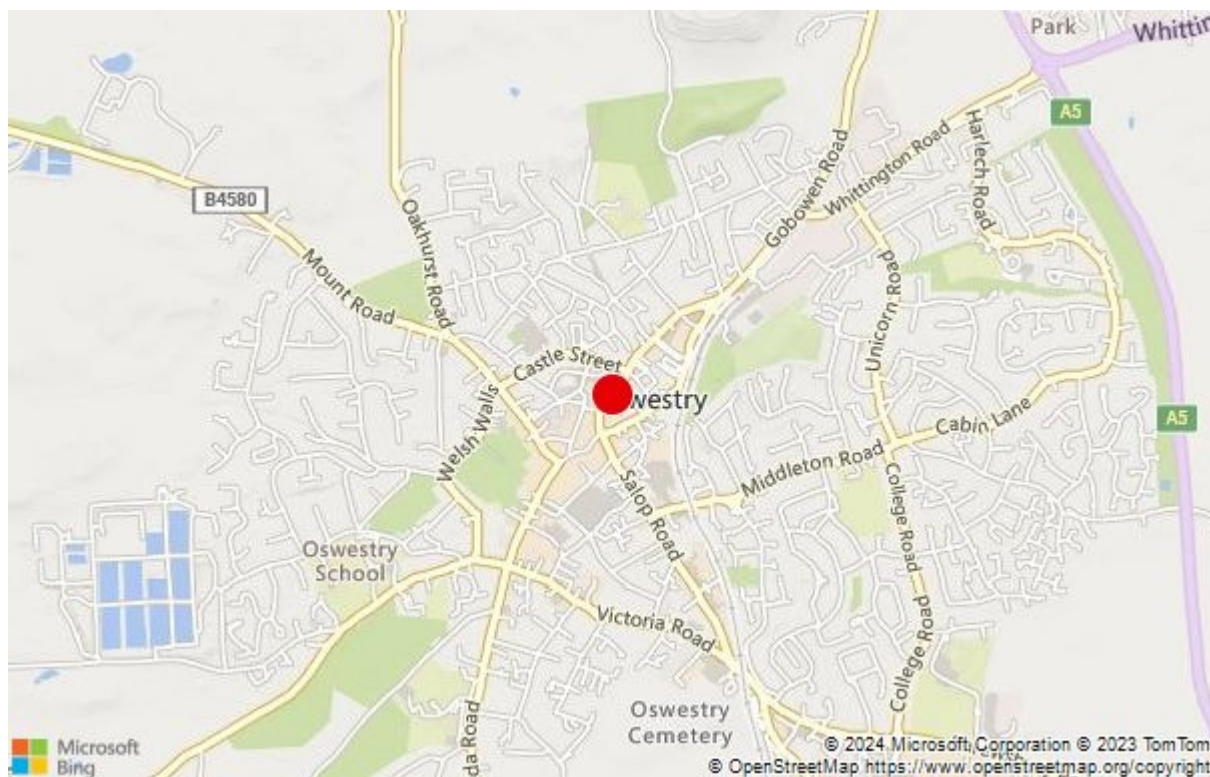 Park
Whittin
A5
B4580
Harlech Road
Whittington Road
Gobowen Road
Oakhurst Road
Mount Road
Unicorn Road
Castle Street
westry
Welsh Walls
Cabin Lane
A5
Middleton Road
Salop Road
College Road
Oswestry
School
Victoria Road
College Road
Oswestry
Cemetery
da Road
Microsoft
Bing
© 2024 Microsoft Corporation © 2023 TomTom
© OpenStreetMap https://www.openstreetmap.org/copyright